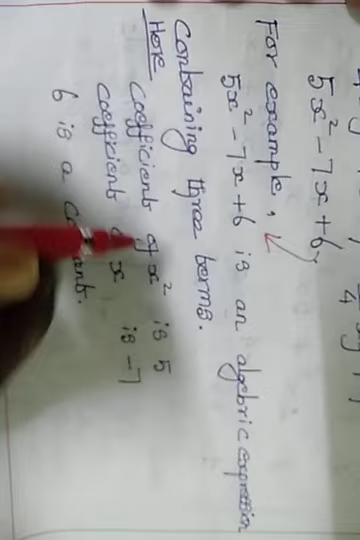 5x² - 7x + 6,
For example,
5x² - 7x + 6 is an algebric expression
Containing three terms.
Here coefficient of x² is 5
coefficient x is -7
6 is a